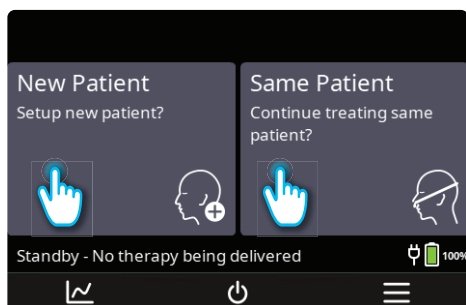 New Patient
Setup new patient?
Same Patient
Continue treating same
patient?
Standby - No therapy being delivered
100%